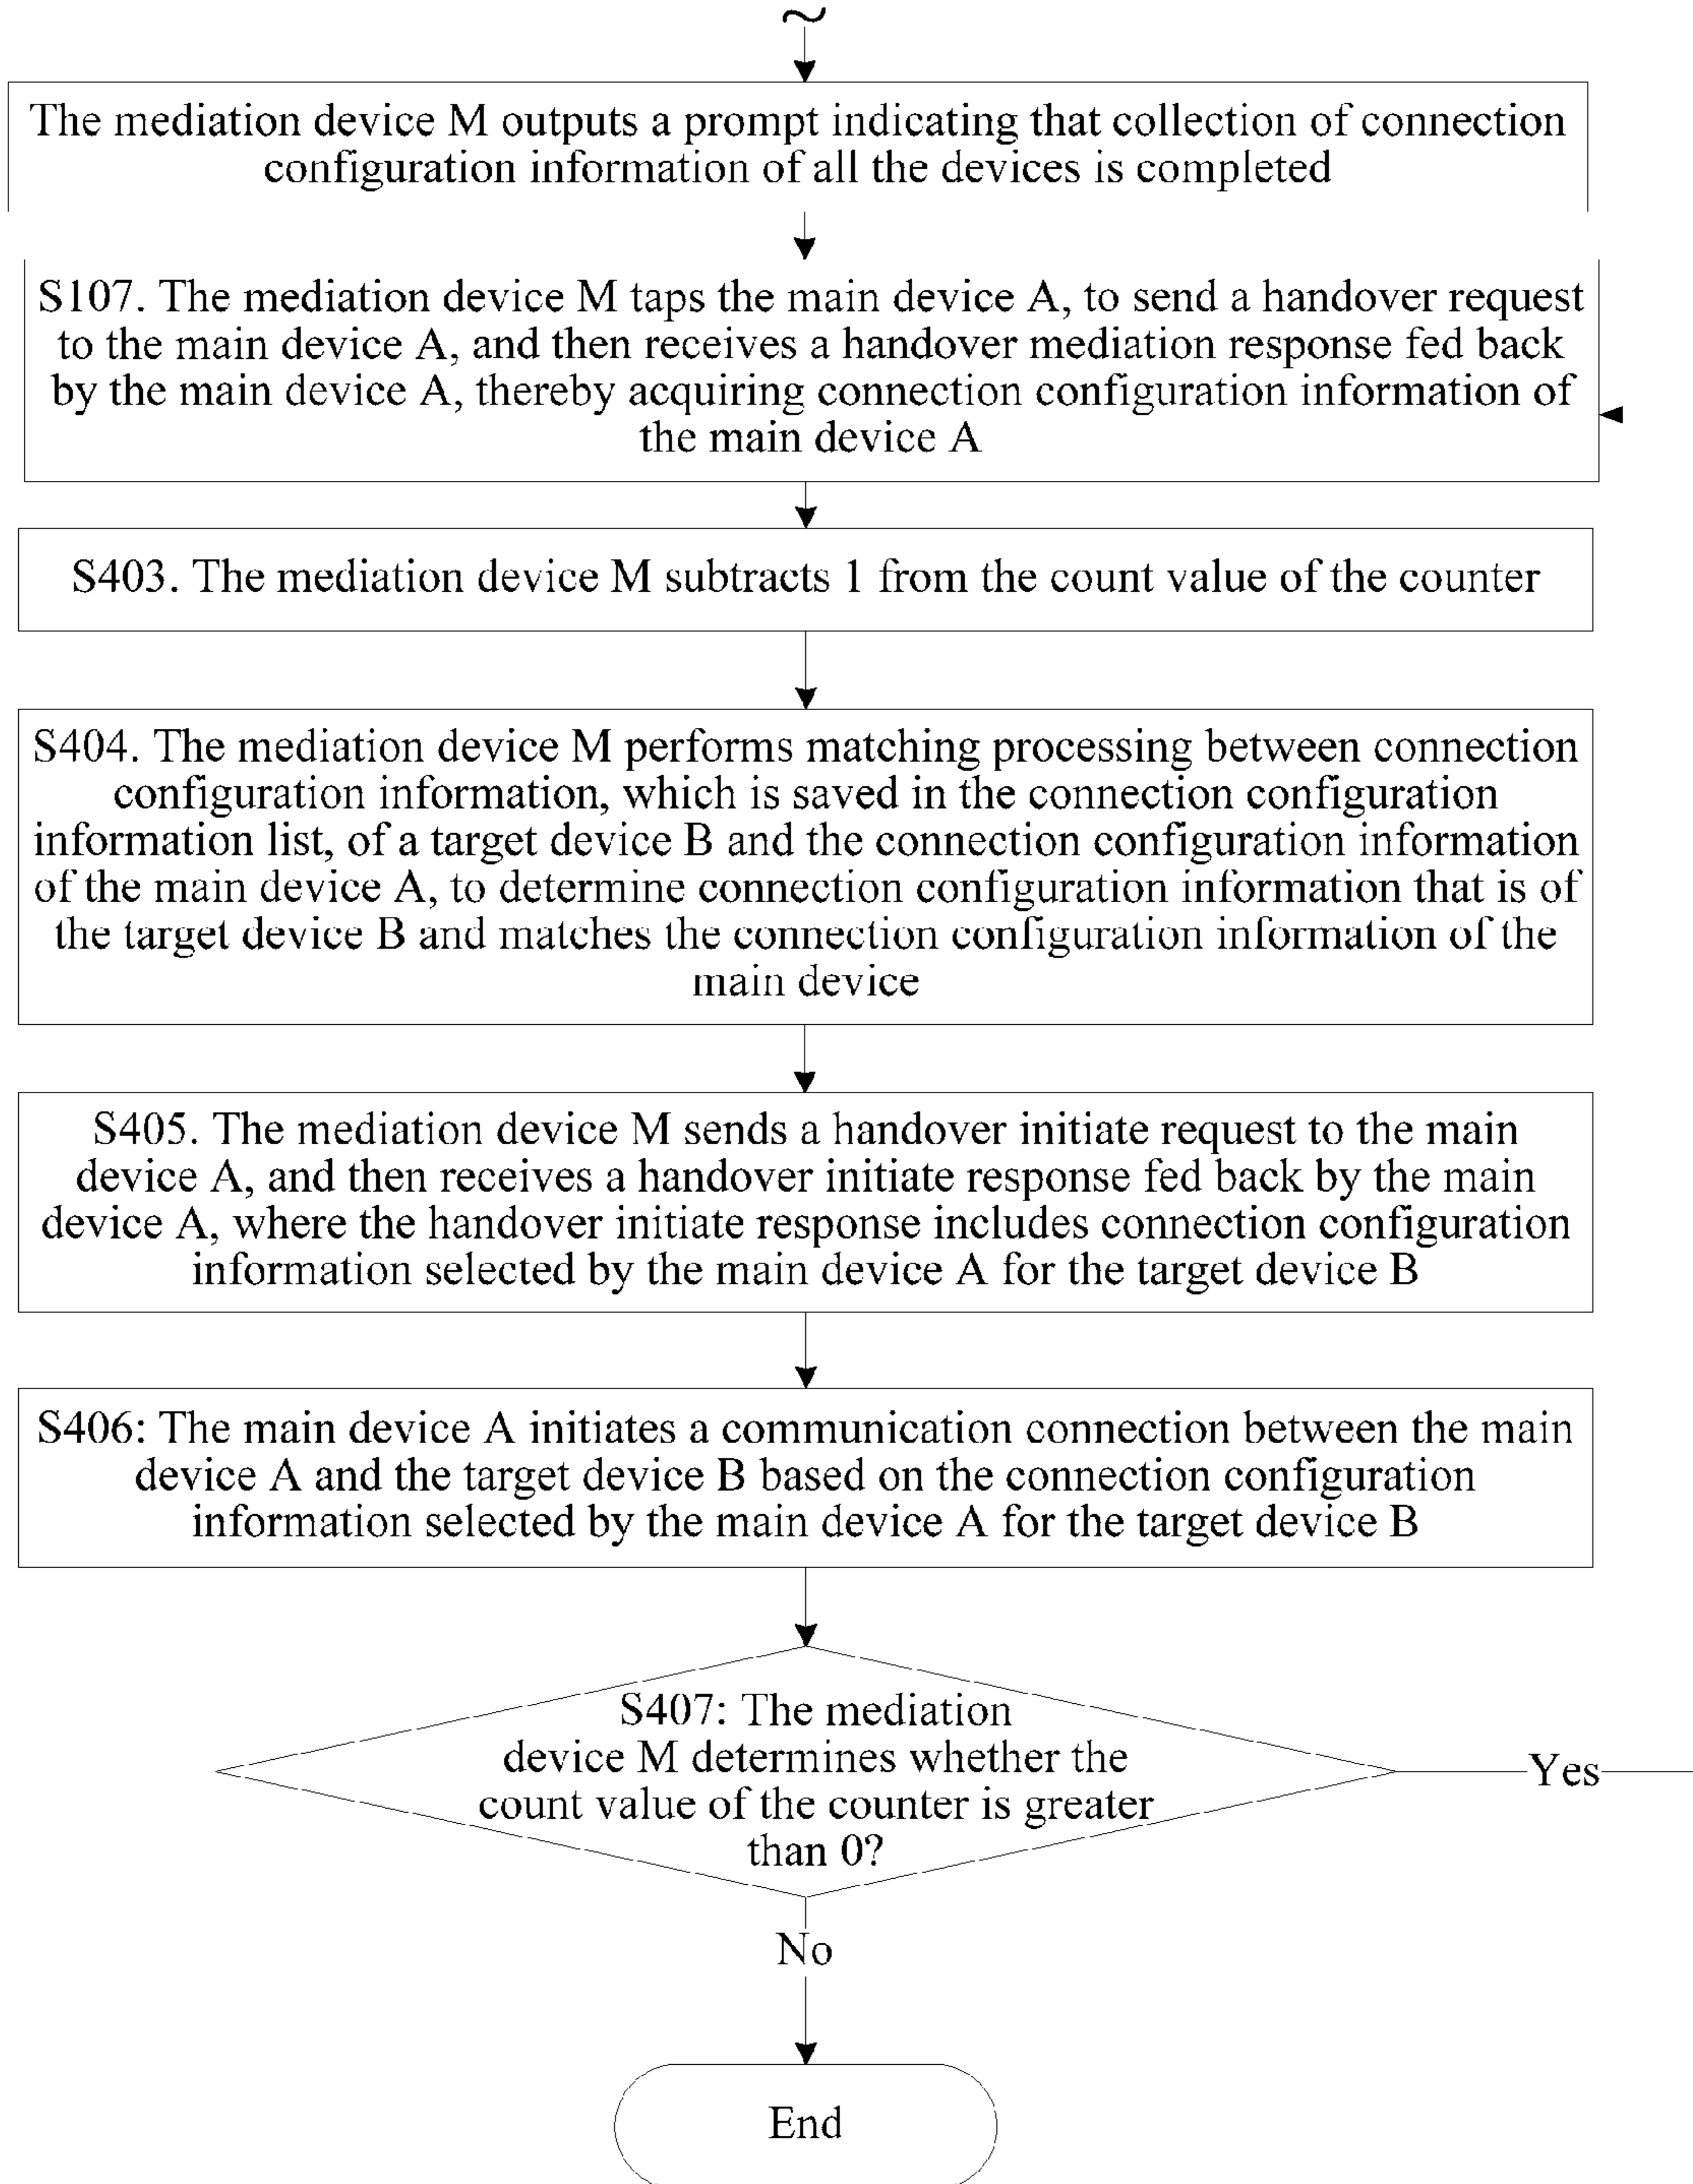 The mediation device M outputs a prompt indicating that collection of connection
configuration information of all the devices is completed
S107. The mediation device M taps the main device A, to send a handover request
to the main device A, and then receives a handover mediation response fed back
by the main device A, thereby acquiring connection configuration information of
the main device A
S403. The mediation device M subtracts 1 from the count value of the counter
S404. The mediation device M performs matching processing between connection
configuration information, which is saved in the connection configuration
information list, of a target device B and the connection configuration information
of the main device A, to determine connection configuration information that is of
the target device B and matches the connection configuration information of the
main device
S405. The mediation device M sends a handover initiate request to the main
device A, and then receives a handover initiate response fed back by the main
device A, where the handover initiate response includes connection configuration
information selected by the main device A for the target device B
S406: The main device A initiates a communication connection between the main
device A and the target device B based on the connection configuration
information selected by the main device A for the target device B
S407: The mediation
device M determines whether the
count value of the counter is greater
than 0?
Yes
No
End